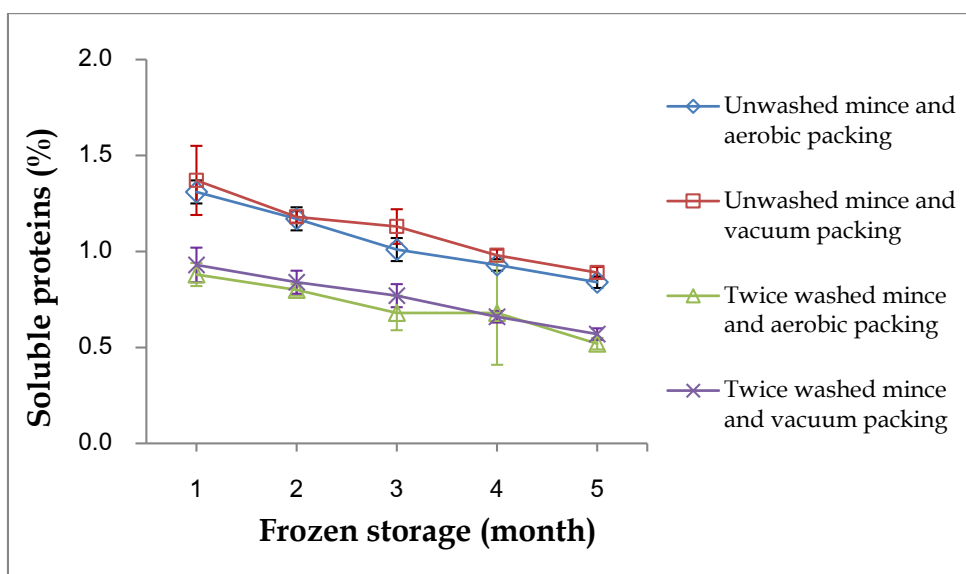 2.0
1.5
1.0
0.5
0.0
Soluble proteins (%)
1 2 3 4 5
Frozen storage (month)
Unwashed mince and
aerobic packing
Unwashed mince and
vacuum packing
Twice washed mince
and aerobic packing
Twice washed mince
and vacuum packing